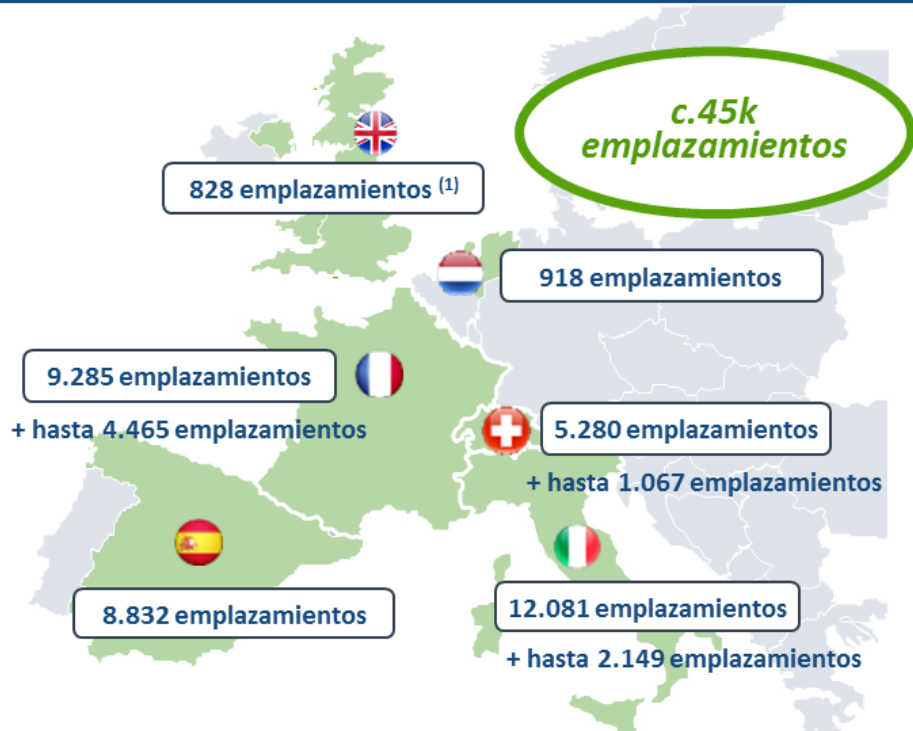 c.45k
emplazamientos
828 emplazamientos (1)
918 emplazamientos
9.285 emplazamientos
+ hasta 4.465 emplazamientos
5.280 emplazamientos
+ hasta 1.067 emplazamientos
8.832 emplazamientos
12.081 emplazamientos
+ hasta 2.149 emplazamientos